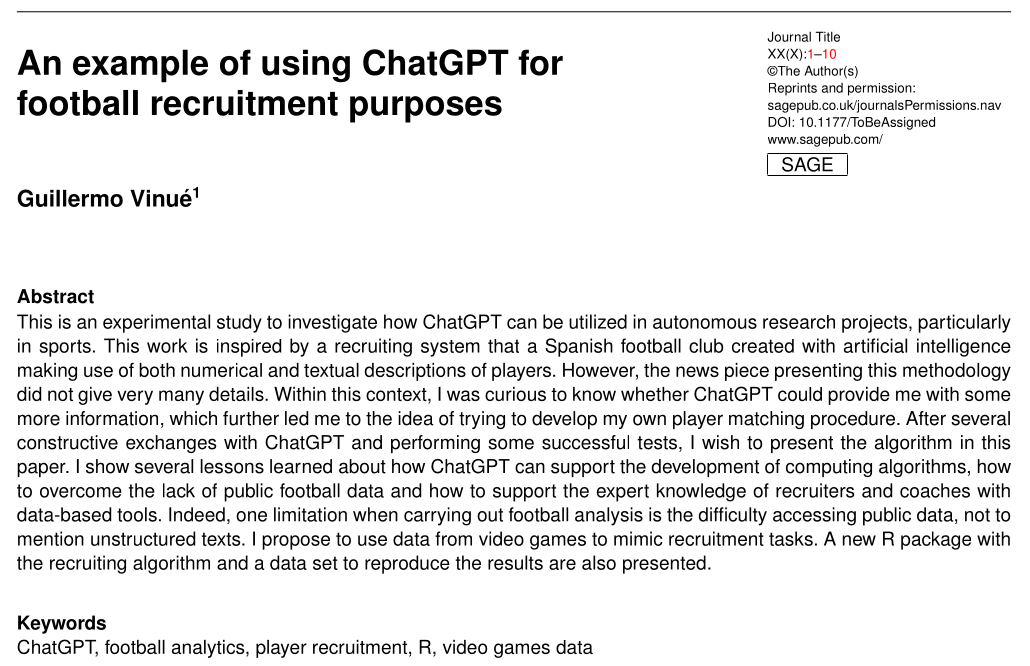 An example of using ChatGPT for
football recruitment purposes
Journal Title
XX(X):1–10
©The Author(s)
Reprints and permission:
sagepub.co.uk/journalsPermissions.nav
DOI: 10.1177/ToBeAssigned
www.sagepub.com/
SAGE
Guillermo Vinué1
Abstract
This is an experimental study to investigate how ChatGPT can be utilized in autonomous research projects, particularly
in sports. This work is inspired by a recruiting system that a Spanish football club created with artificial intelligence
making use of both numerical and textual descriptions of players. However, the news piece presenting this methodology
did not give very many details. Within this context, I was curious to know whether ChatGPT could provide me with some
more information, which further led me to the idea of trying to develop my own player matching procedure. After several
constructive exchanges with ChatGPT and performing some successful tests, I wish to present the algorithm in this
paper. I show several lessons learned about how ChatGPT can support the development of computing algorithms, how
to overcome the lack of public football data and how to support the expert knowledge of recruiters and coaches with
data-based tools. Indeed, one limitation when carrying out football analysis is the difficulty accessing public data, not to
mention unstructured texts. I propose to use data from video games to mimic recruitment tasks. A new R package with
the recruiting algorithm and a data set to reproduce the results are also presented.
Keywords
ChatGPT, football analytics, player recruitment, R, video games data